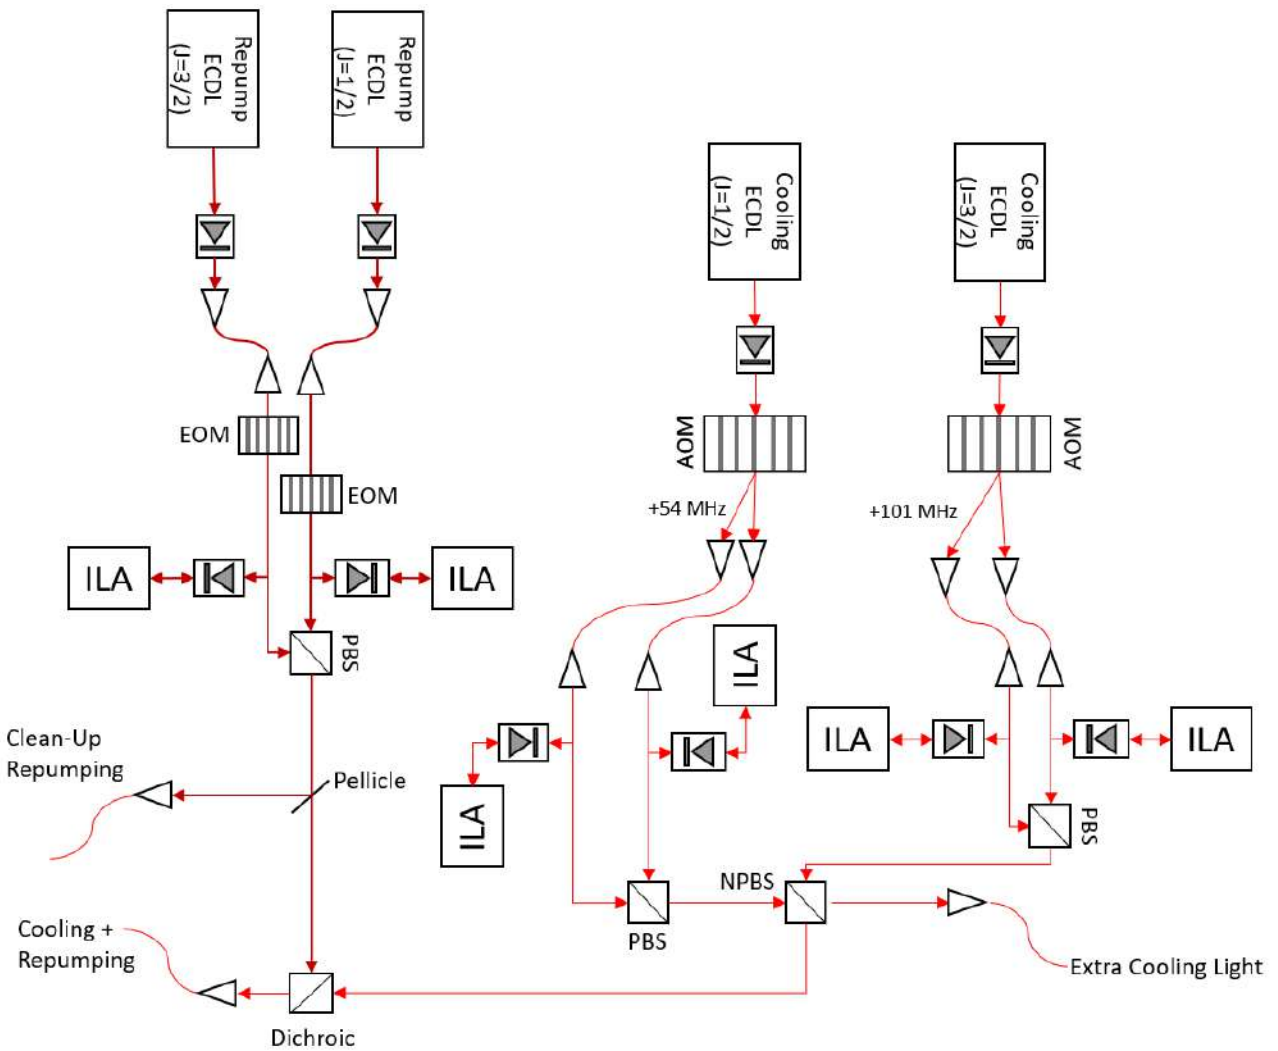 Repump
ECDL
(J=3/2)
Repump
ECDL
(J=1/2)
Cooling
ECDL
(J=1/2)
Cooling
ECDL
(J=3/2)
EOM
EOM
AOM
AOM
+54 MHz
+101 MHz
ILA
ILA
PBS
ILA
ILA
ILA
ILA
PBS
Clean-Up
Repumping
Pellicle
NPBS
PBS
Cooling +
Repumping
Extra Cooling Light
Dichroic